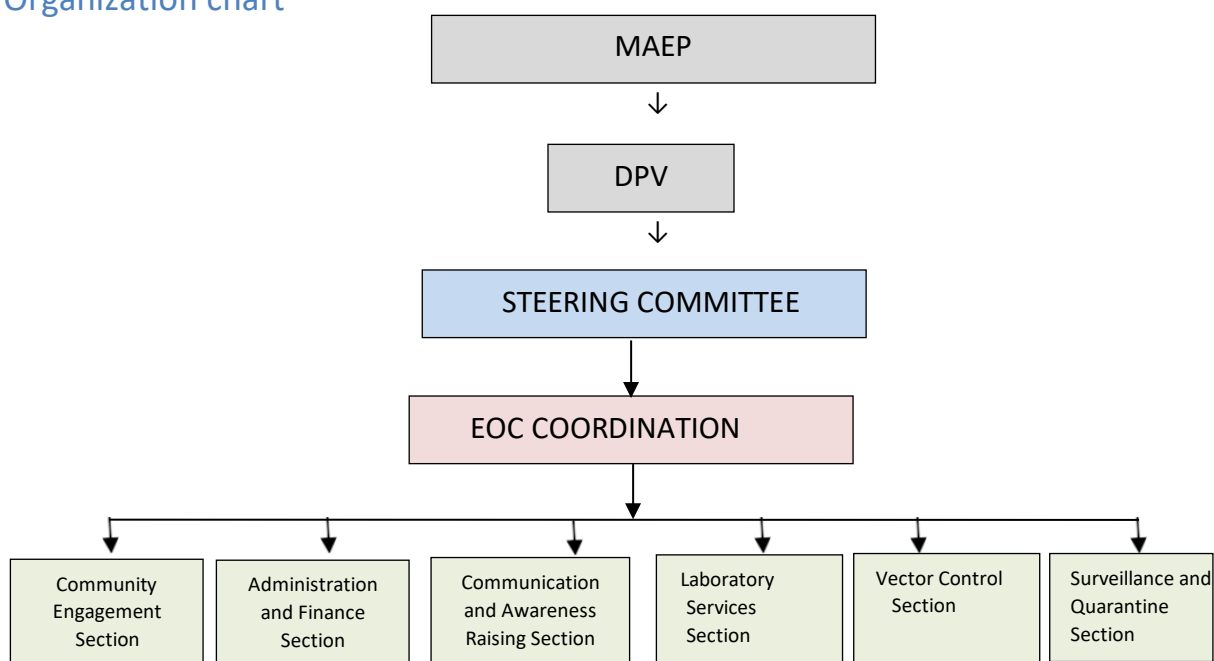 Organization chart
MAEP
DPV
STEERING COMMITTEE
EOC COORDINATION
Community
Engagement
Section
Administration
and Finance
Section
Communication
and Awareness
Raising Section
Laboratory
Services
Section
Vector Control
Section
Surveillance and
Quarantine
Section